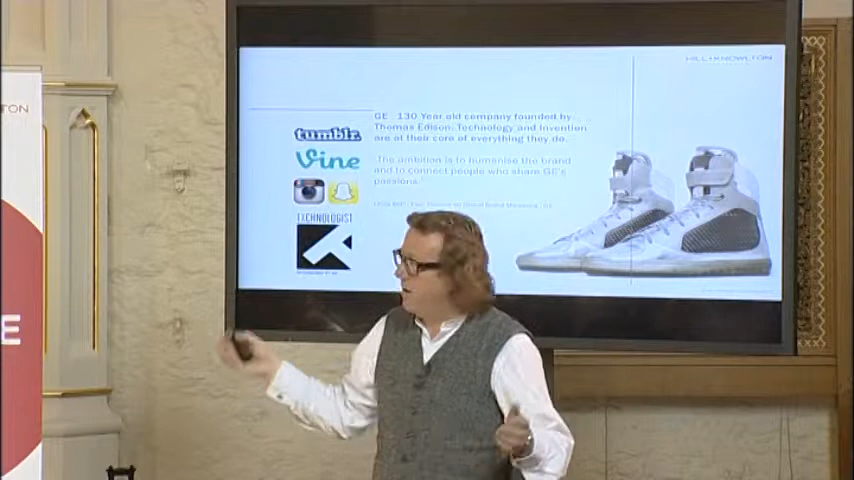 HILL+KNOWLTON
TON
GE - 130 Year old company founded by
Thomas Edison. Technology and Invention
are at their core of everything they do.
tumblr.
Vine
'The ambition is to humanise the brand
and to connect people who share GE's
passions.'
TECHNOLOGIST
E